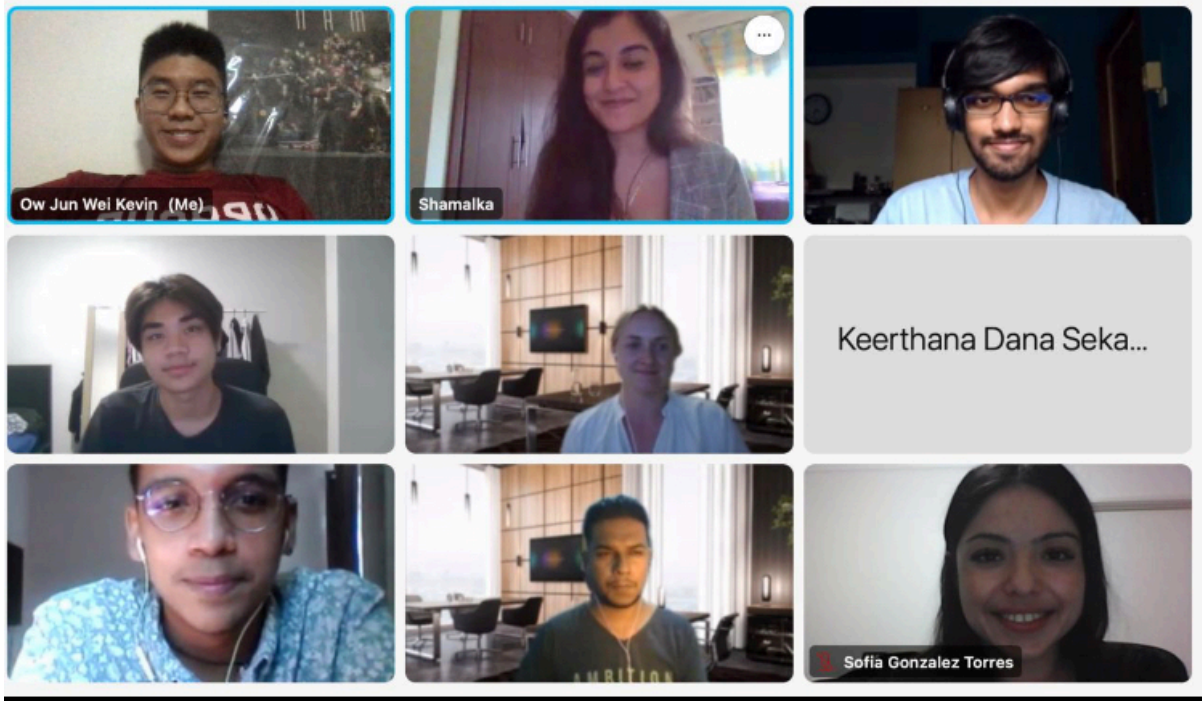 Ow Jun Wei Kevin (Me)
Shamalka
Keerthana Dana Seka...
AMBITION
Sofia Gonzalez Torres